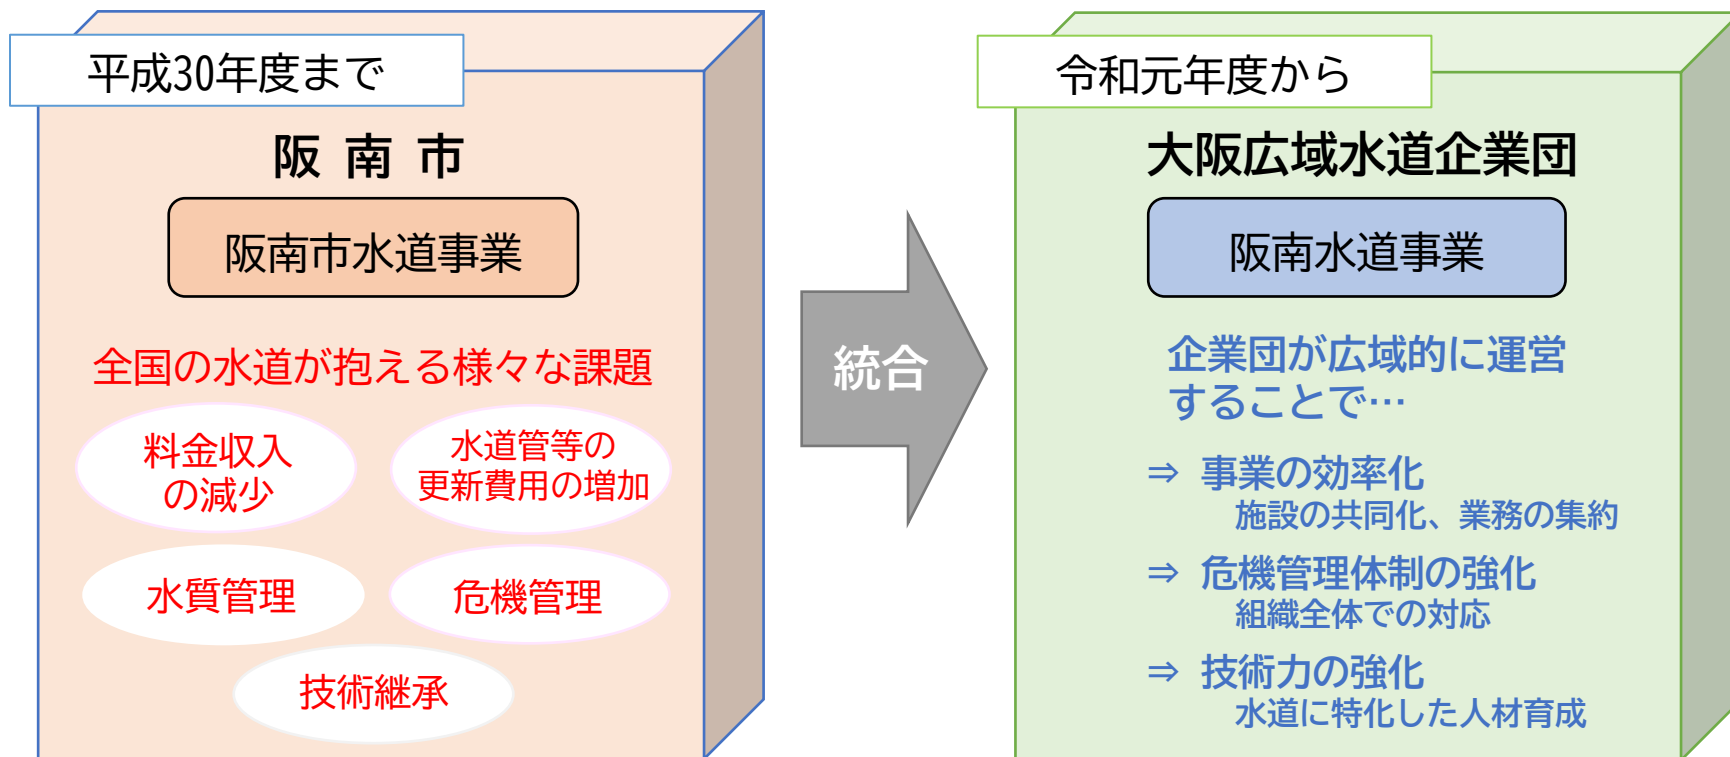 平成30年度まで
阪 南 市
阪南市水道事業
全国の水道が抱える様々な課題
料金収入
の減少
水道管等の
更新費用の増加
水質管理
危機管理
技術継承
統合
令和元年度から
大阪広域水道企業団
阪南水道事業
企業団が広域的に運営
することで…
⇒ 事業の効率化
施設の共同化、業務の集約
⇒ 危機管理体制の強化
組織全体での対応
⇒ 技術力の強化
水道に特化した人材育成